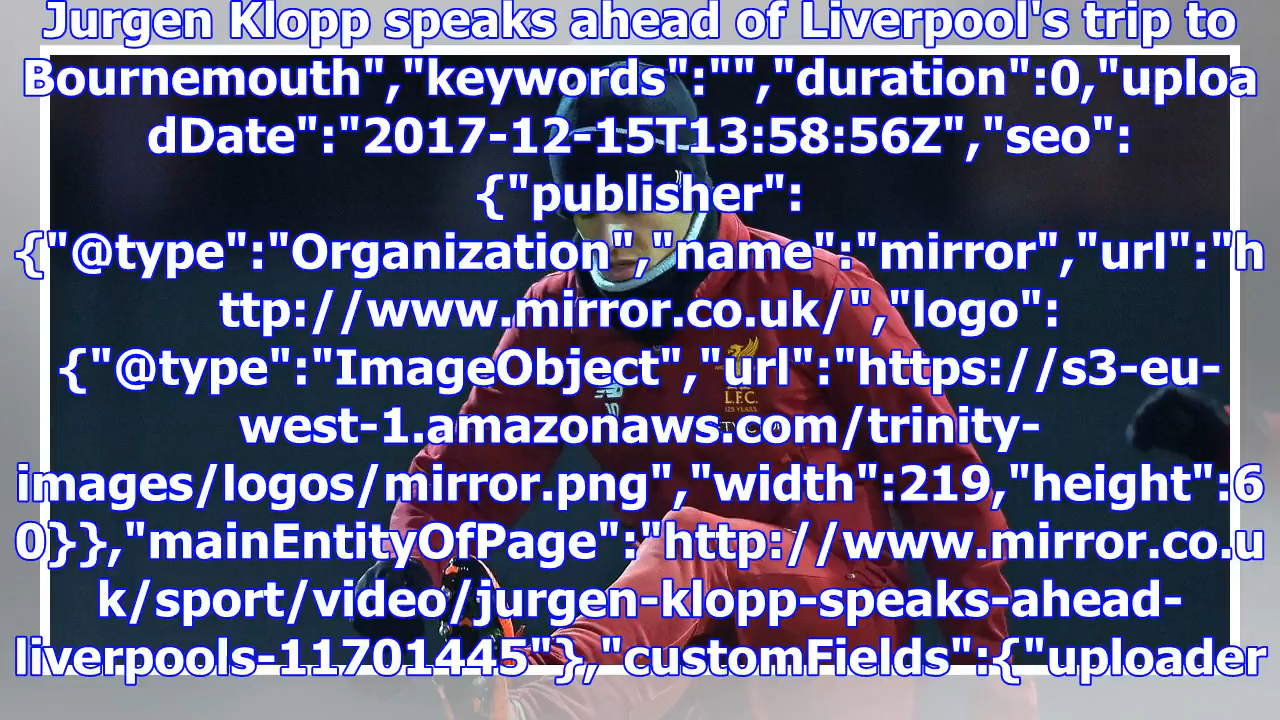 Jurgen Klopp speaks ahead of Liverpool's trip to
Bournemouth","keywords":"","duration":0,"uploa
dDate":"2017-12-15T13:58:56Z","seo":
{"publisher":
{"@type":"Organization","name":"mirror","url":"h
ttp://www.mirror.co.uk/","logo":
{"@type":"ImageObject","url":"https://s3-eu-
west-1.amazonaws.com/trinity-
images/logos/mirror.png","width":219,"height":6
0}},"mainEntityOfPage":"http://www.mirror.co.u
k/sport/video/jurgen-klopp-speaks-ahead-
liverpools-11701445"},"customFields":{"uploader
L.F.C.
125 YEARS